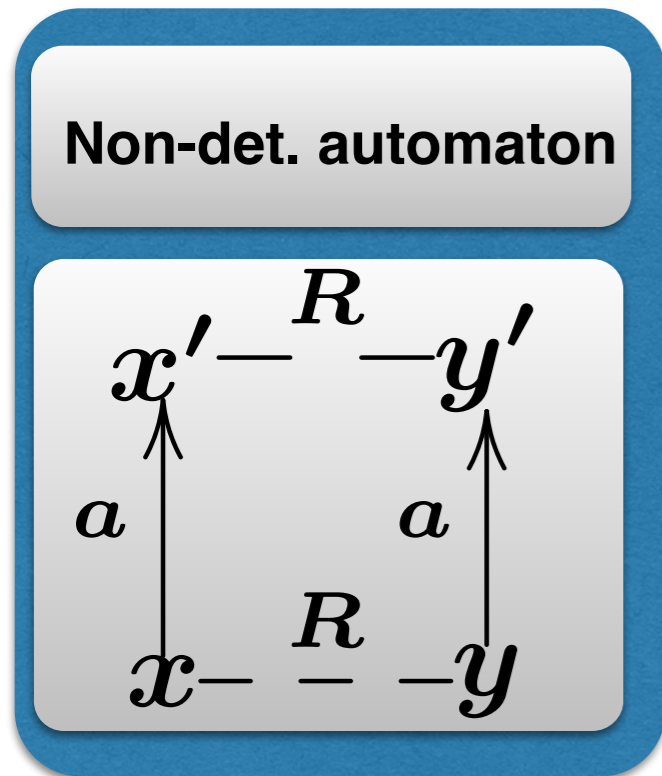 Non-det. automaton
R
x′ y′
a a
R
x y